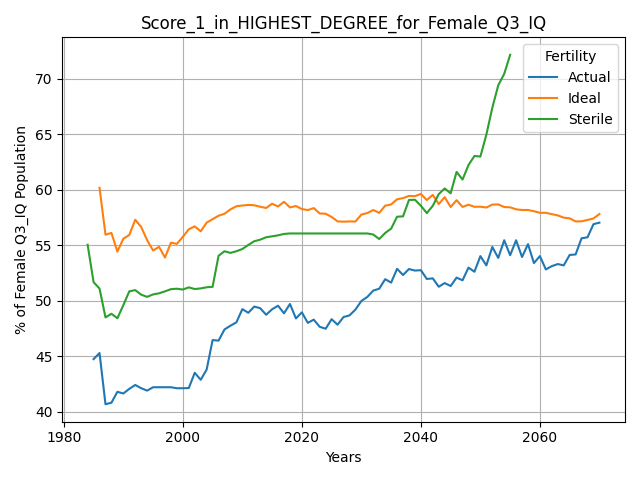 Score_1_in_HIGHEST_DEGREE_for_Female_Q3_IQ
% of Female Q3_IQ Population
70
65
60
55
50
45
40
1980
2000
2020
2040
2060
Years
Fertility
Actual
Ideal
Sterile